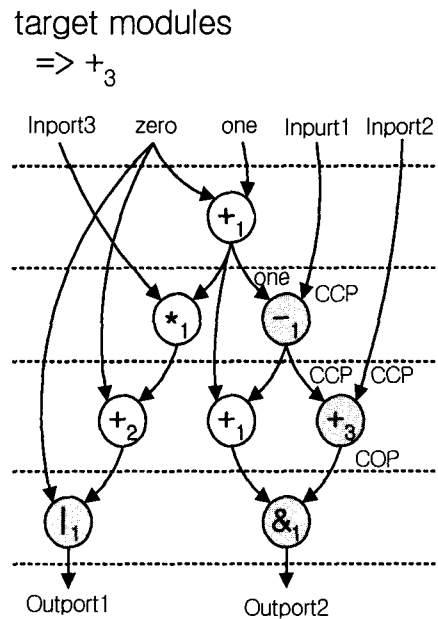 target modules
=> +3
Inport3 zero one Inpurt1 Inport2
+1
one
*1 -1 CCP
CCP CCP
+2 +1 +3
COP
|1 &1
Outport1 Outport2